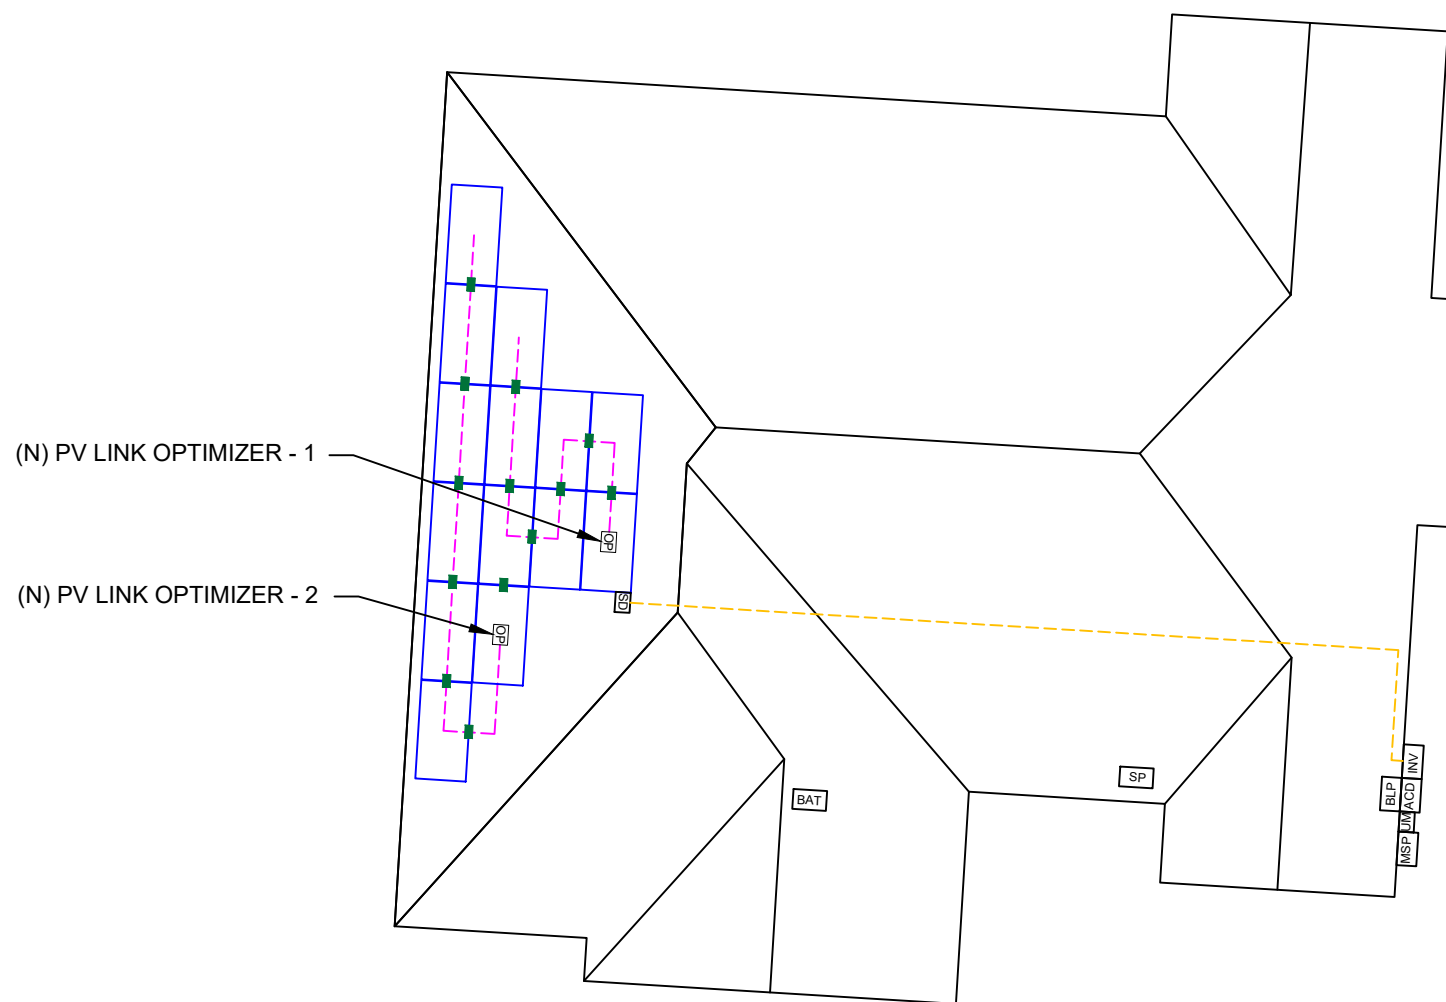 (N) PV LINK OPTIMIZER - 1
OP
(N) PV LINK OPTIMIZER - 2
SD
OP
BAT
SP
INV
BLP
ACD
UM
MSP